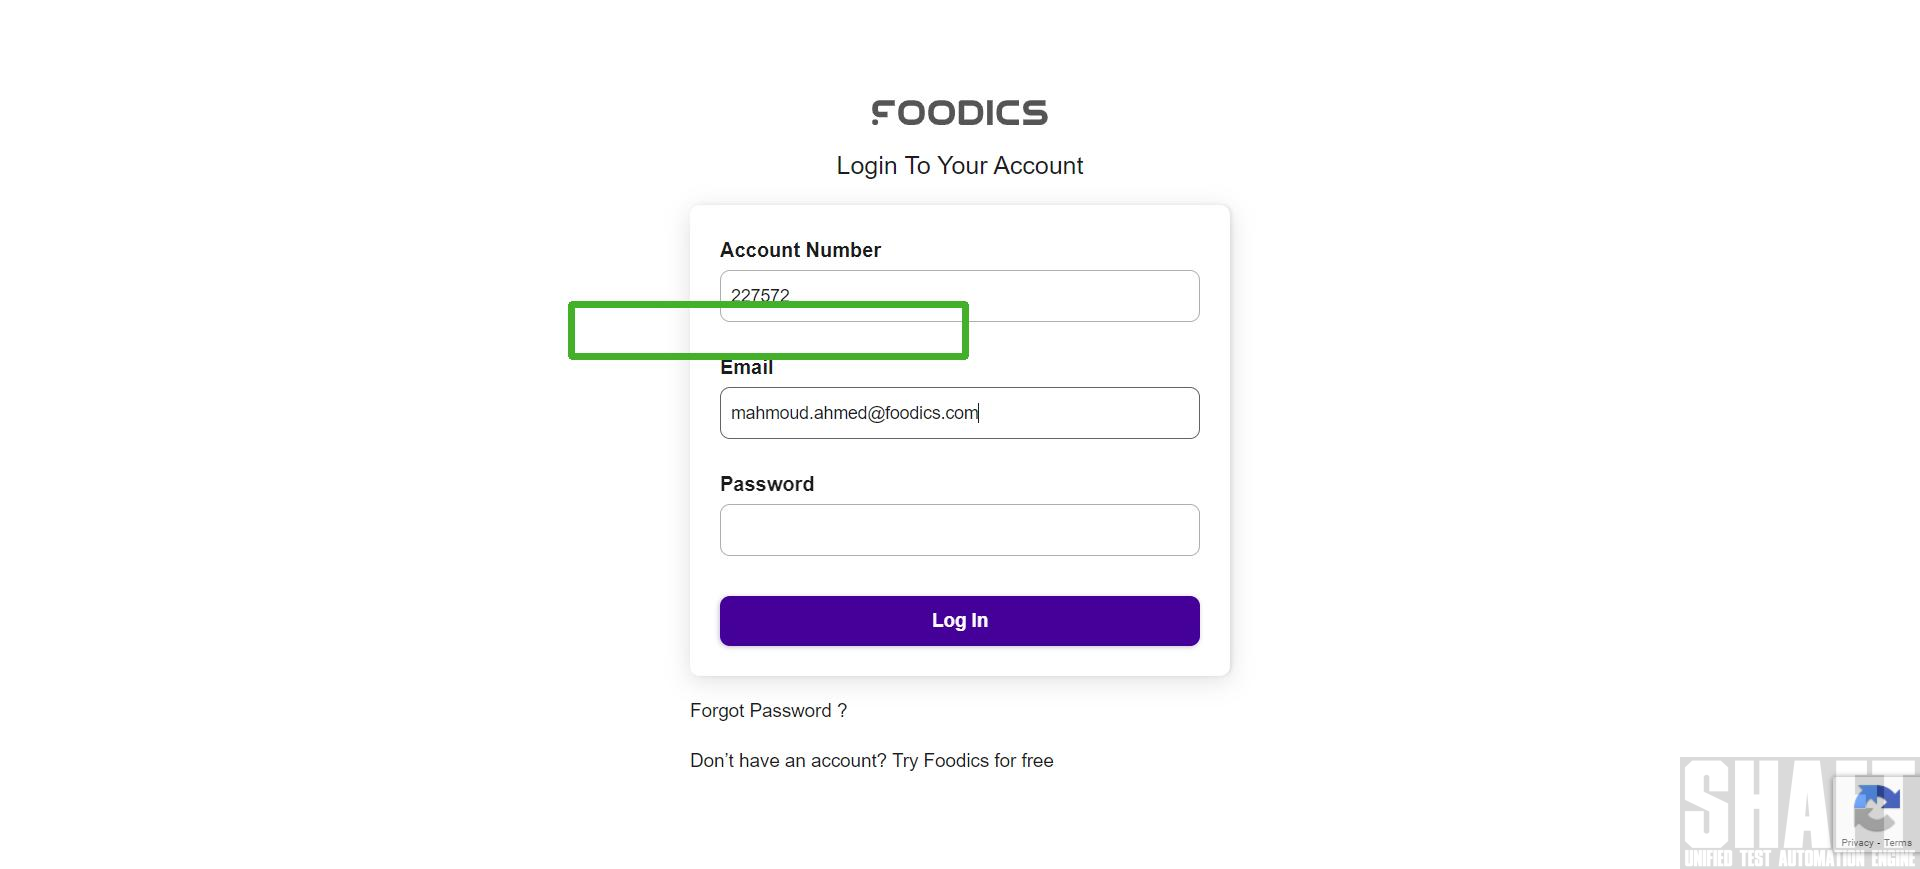 FOODICS
Login To Your Account
Account Number
227572
Email
mahmoud.ahmed@foodics.com
Password
Log In
Forgot Password ?
Don’t have an account? Try Foodics for free
SHAFT
Privacy - Terms
UNIFIED TEST AUTOMATION ENGINE